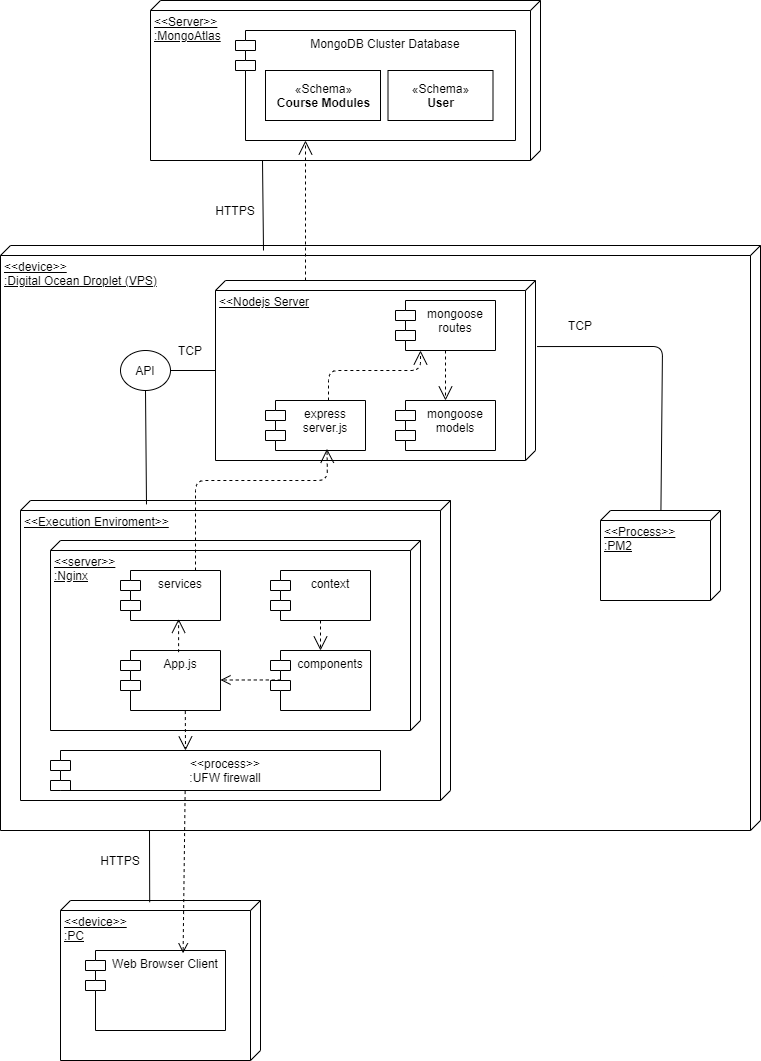 <<Server>>
:MongoAtlas
MongoDB Cluster Database
«Schema»
Course Modules
«Schema»
User
HTTPS
<<device>>
:Digital Ocean Droplet (VPS)
<<Nodejs Server
mongoose
routes
TCP
TCP
API
express
server.js
mongoose
models
<<Execution Enviroment>>
<<Process>>
:PM2
<<server>>
:Nginx
services
context
App.js
components
<<process>>
:UFW firewall
HTTPS
<<device>>
:PC
Web Browser Client